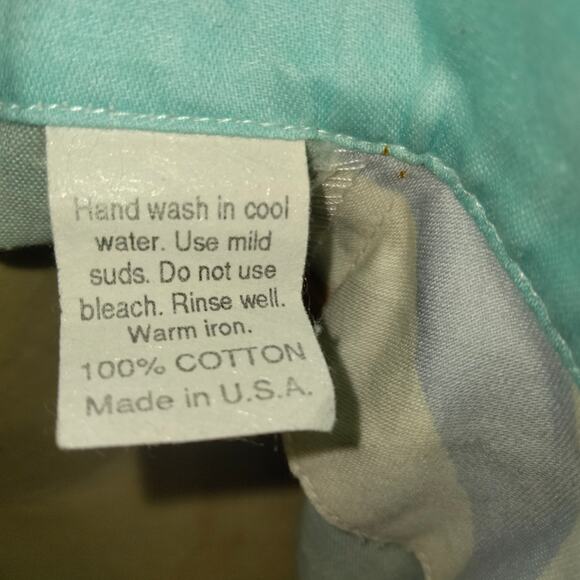 Hand wash in cool
water. Use mild
suds. Do not use
bleach. Rinse well.
Warm iron.
100% COTTON
Made in U.S.A.